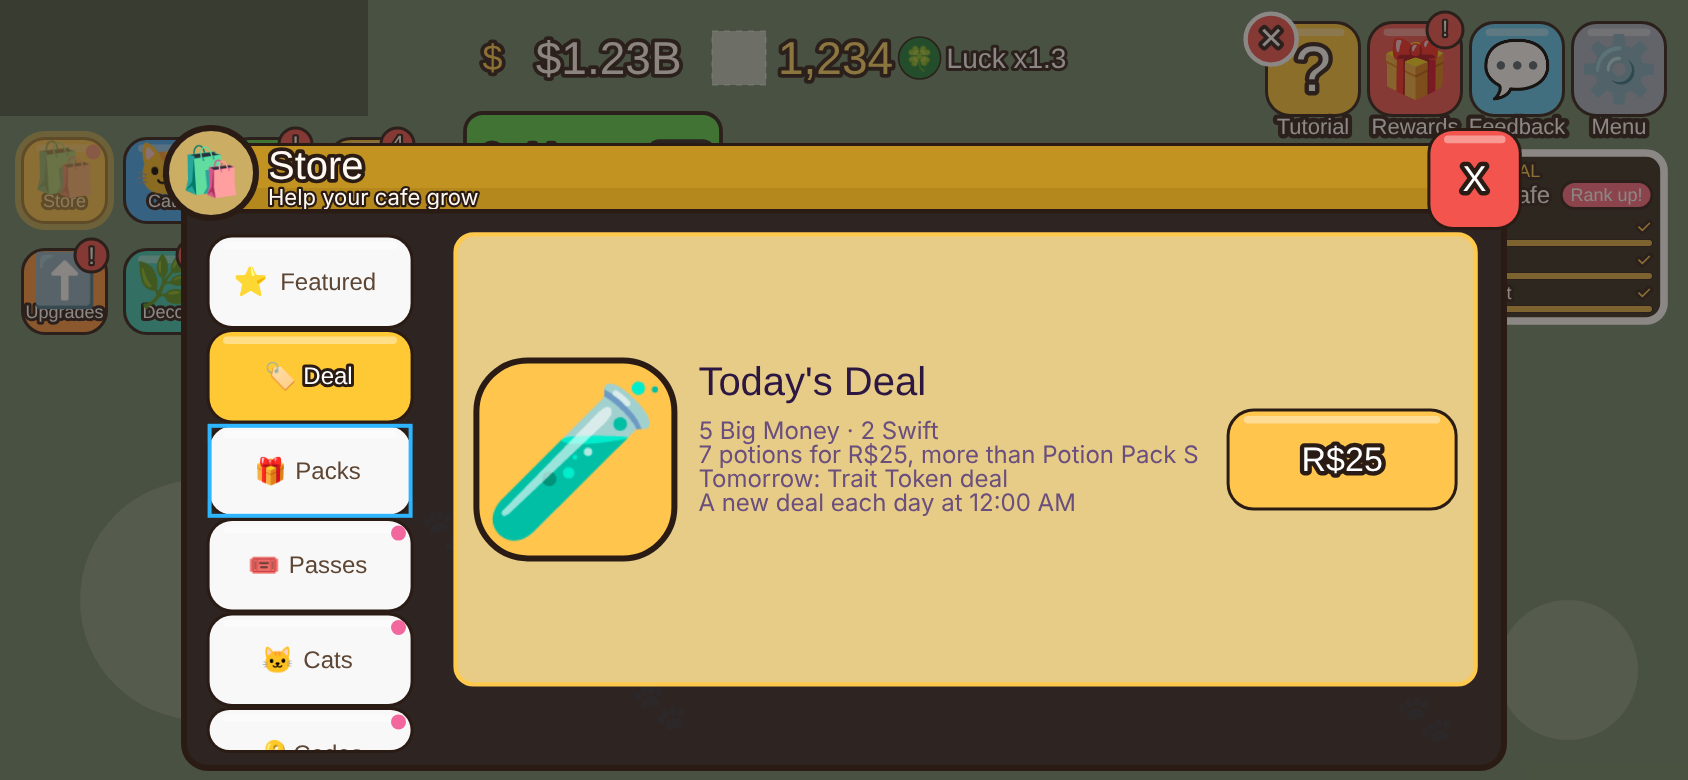 $ $1.23B 1,234 Luck x1.3
?
!
Tutorial
Rewards
Feedback
Menu
Store
!
4
Store
Help your cafe grow
X
Rank up!
!
Upgrades
Featured
Deal
Packs
Passes
Cats
Today's Deal
5 Big Money · 2 Swift
7 potions for R$25, more than Potion Pack S
Tomorrow: Trait Token deal
A new deal each day at 12:00 AM
R$25